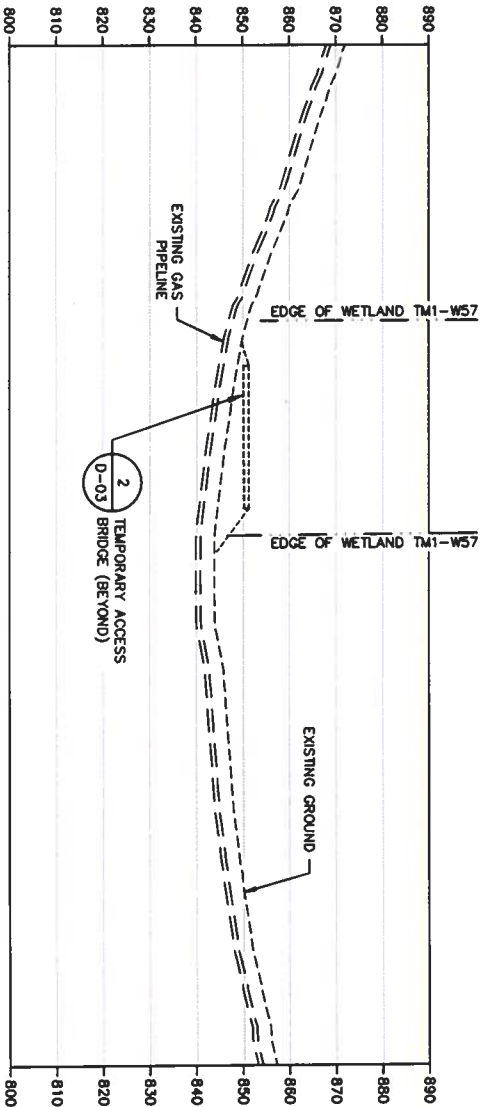 890
880
870
860
850
840
830
820
810
800
EDGE OF WETLAND TM1-W57
EDGE OF WETLAND TM1-W57
EXISTING GROUND
EXISTING GAS
PIPELINE
2
D-03
TEMPORARY ACCESS
BRIDGE (BEYOND)
890
880
870
860
850
840
830
820
810
800